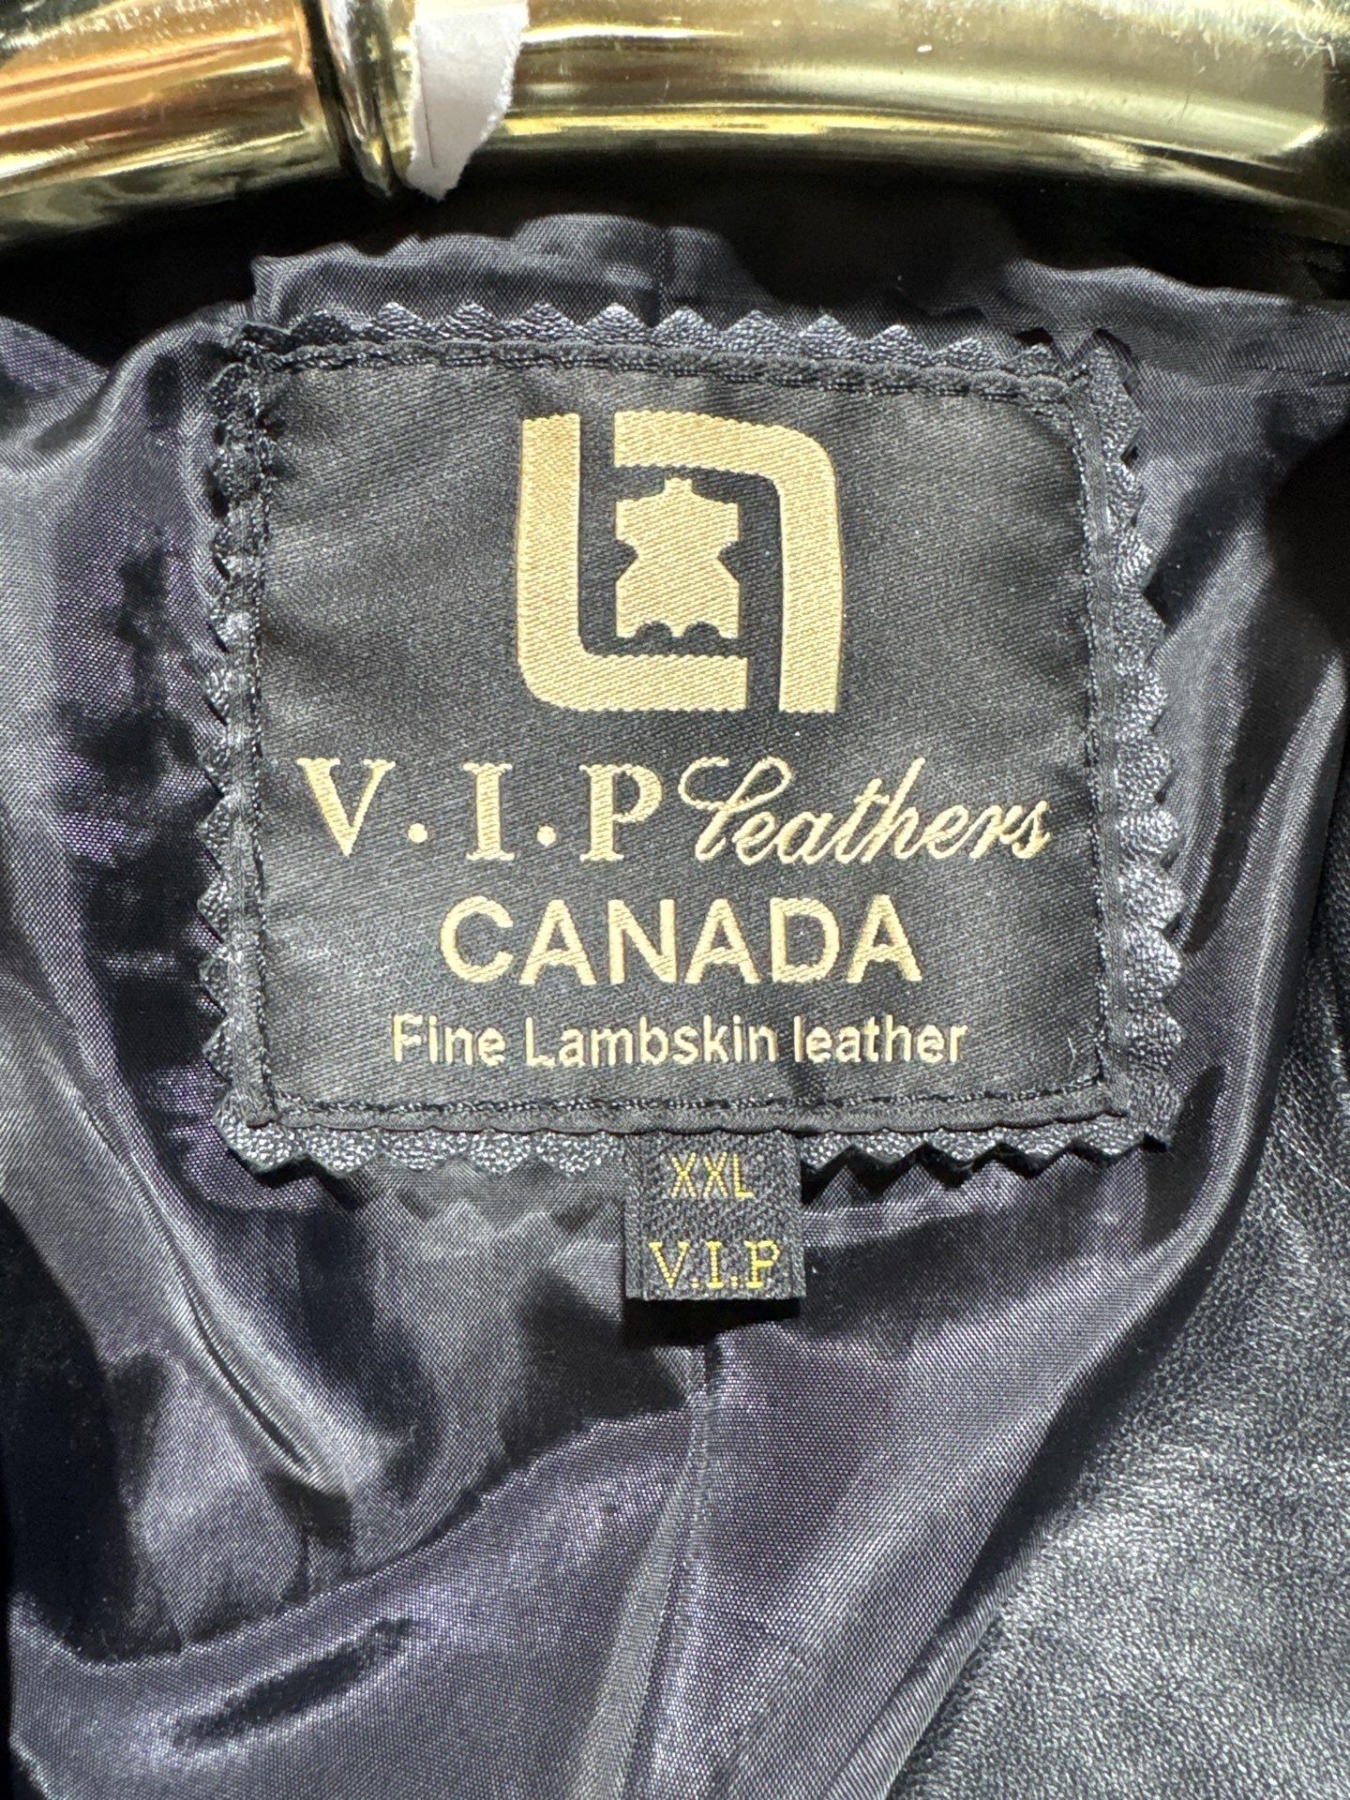 V.I.P Leathers
CANADA
Fine Lambskin leather
XXL
V.I.P